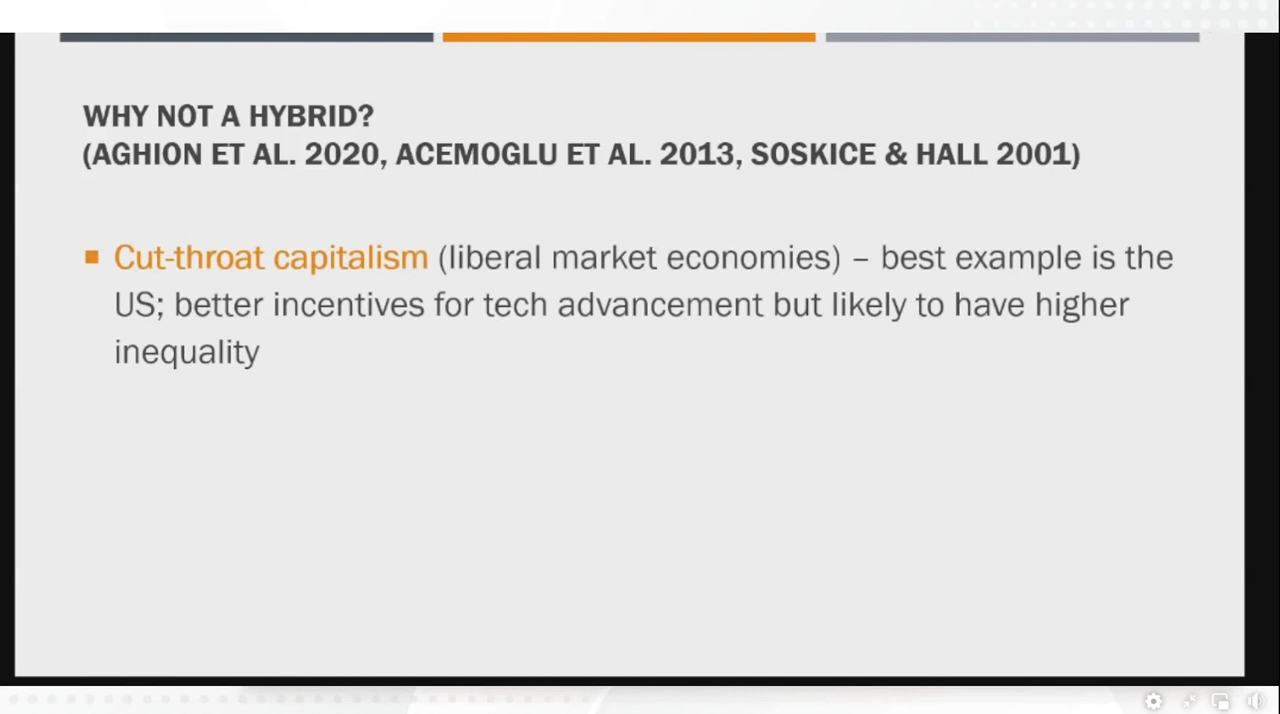 WHY NOT A HYBRID?
(AGHION ET AL. 2020, ACEMOGLU ET AL. 2013, SOSKICE & HALL 2001)
■ Cut-throat capitalism (liberal market economies) – best example is the
US; better incentives for tech advancement but likely to have higher
inequality